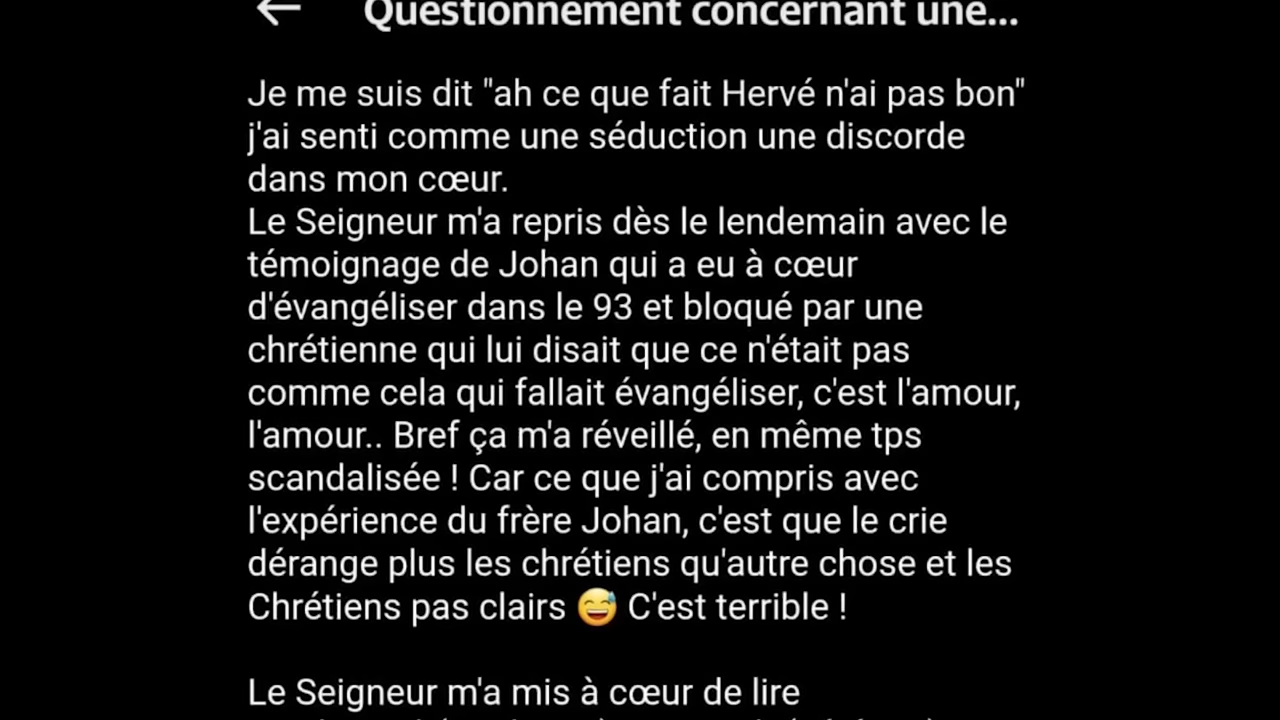 Questionnement concernant une...
Je me suis dit "ah ce que fait Hervé n'ai pas bon"
j'ai senti comme une séduction une discorde
dans mon cœur.
Le Seigneur m'a repris dès le lendemain avec le
témoignage de Johan qui a eu à cœur
d'évangéliser dans le 93 et bloqué par une
chrétienne qui lui disait que ce n'était pas
comme cela qui fallait évangéliser, c'est l'amour,
l'amour.. Bref ça m'a réveillé, en même tps
scandalisée ! Car ce que j'ai compris avec
l'expérience du frère Johan, c'est que le crie
dérange plus les chrétiens qu'autre chose et les
Chrétiens pas clairs 😅 C'est terrible !
Le Seigneur m'a mis à cœur de lire